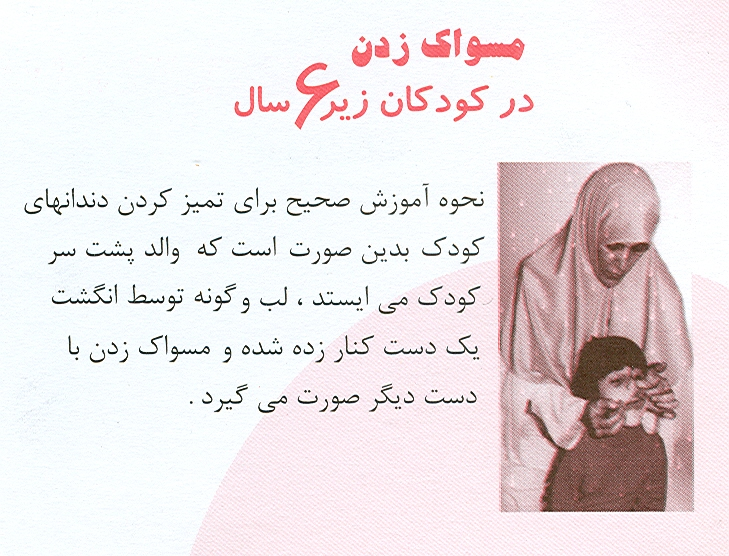 مسواک زدن
در کودکان زیر ۶ سال
نحوه آموزش صحیح برای تمیز کردن دندانهای
کودک بدین صورت است که والد پشت سر
کودک می ایستد ، لب و گونه توسط انگشت
یک دست کنار زده شده و مسواک زدن با
دست دیگر صورت می گیرد .